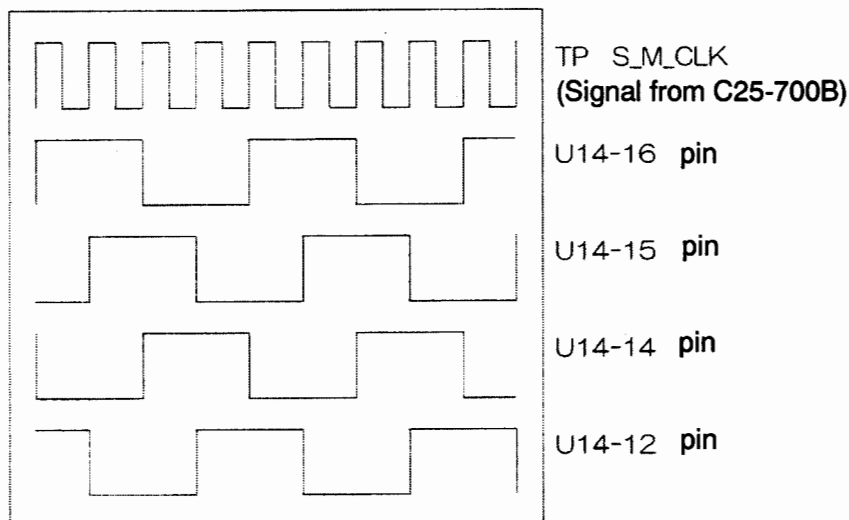 TP S_M_CLK
(Signal from C25-700B)
U14-16 pin
U14-15 pin
U14-14 pin
U14-12 pin